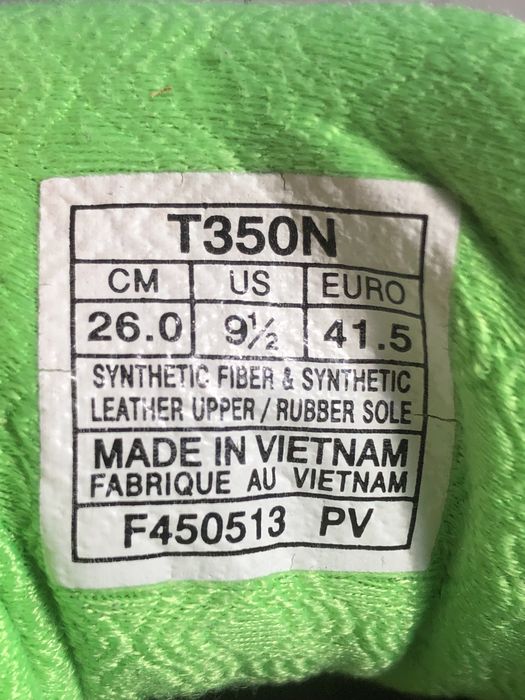 T350N
CM US EURO
26.0 9½ 41.5
SYNTHETIC FIBER & SYNTHETIC
LEATHER UPPER / RUBBER SOLE
MADE IN VIETNAM
FABRIQUE AU VIETNAM
F450513 PV